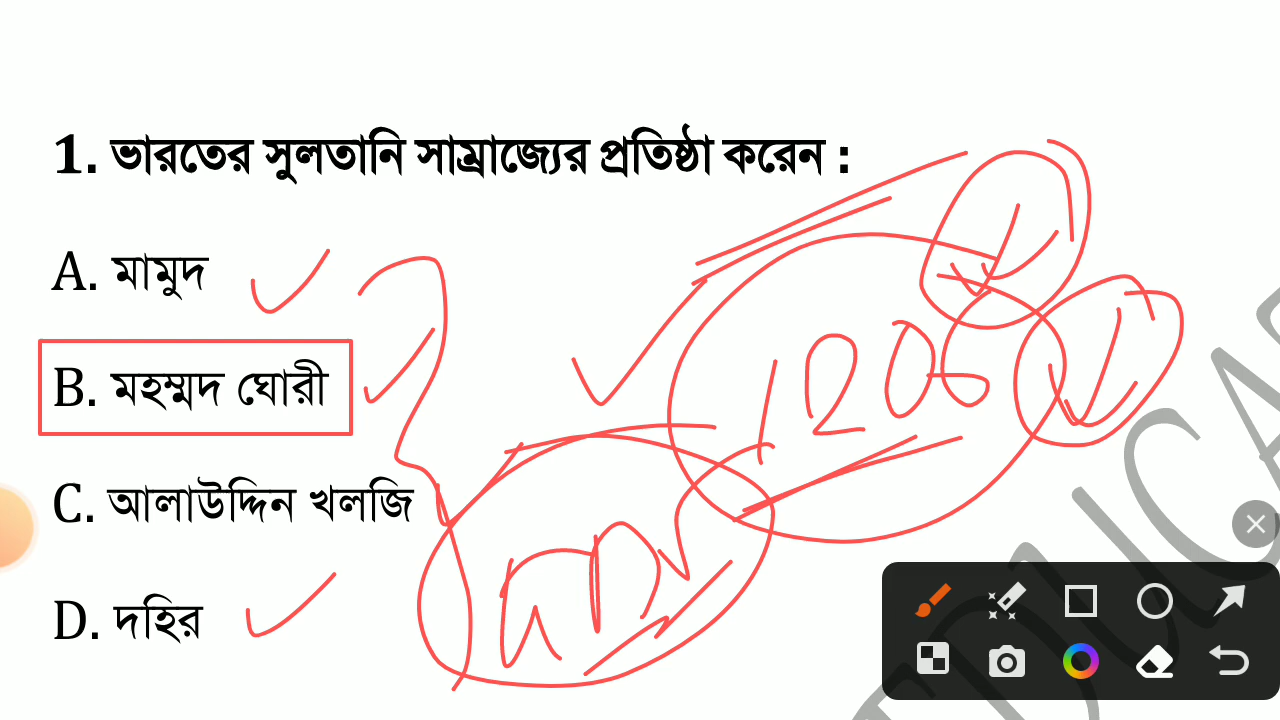 1. ভারতের সুলতানি সাম্রাজ্যের প্রতিষ্ঠা করেন :
A. মামুদ
B. মহম্মদ ঘোরী
1206
C. আলাউদ্দিন খলজি
D. দহির